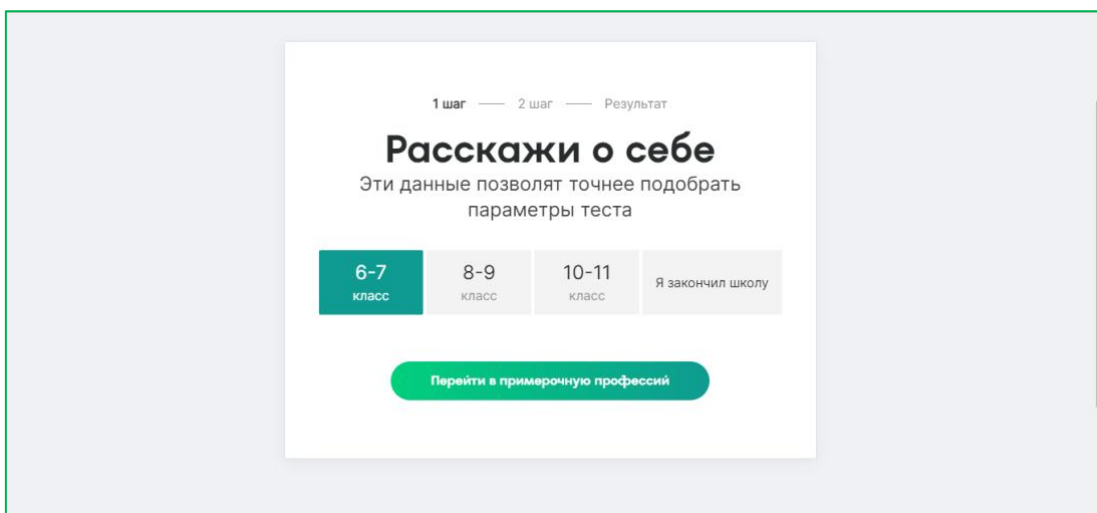 1 шаг — 2 шаг — Результат
Расскажи о себе
Эти данные позволят точнее подобрать
параметры теста
6-7 8-9 10-11 Я закончил школу
класс класс класс
Перейти в примерочную профессий